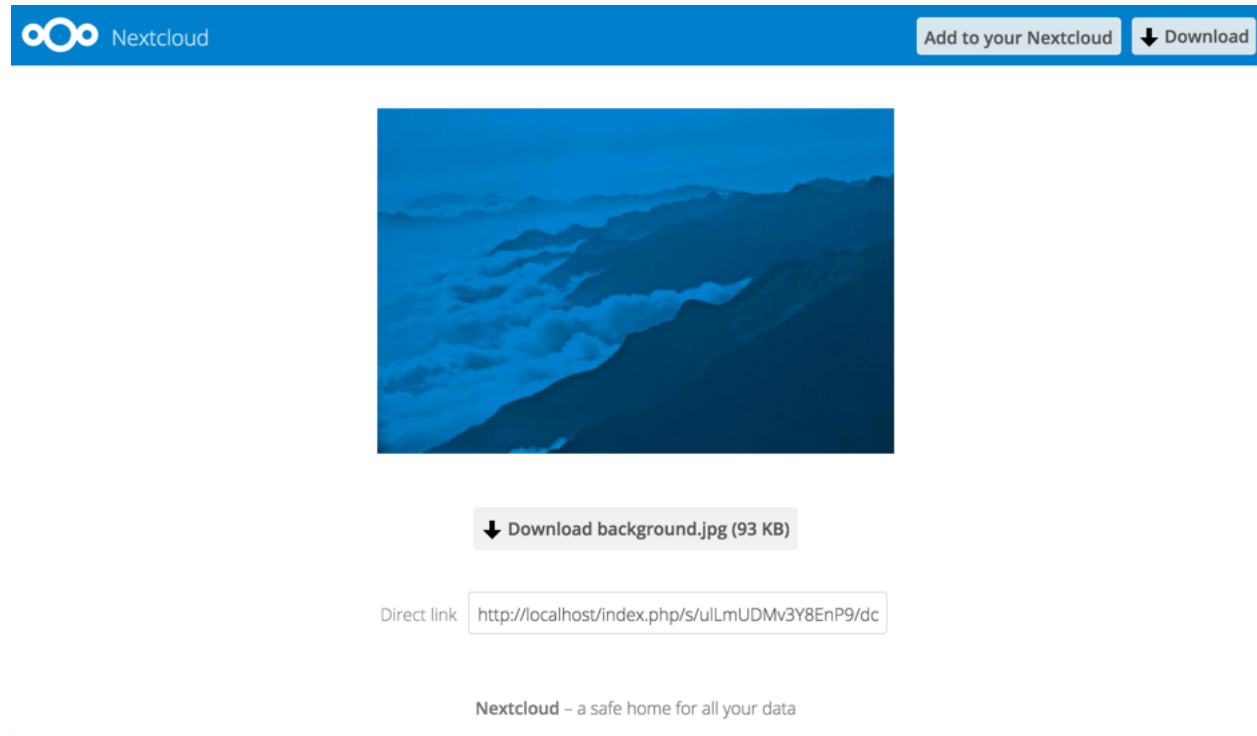 Nextcloud
Add to your Nextcloud
Download
Download background.jpg (93 KB)
Direct link http://localhost/index.php/s/ulLmUDMv3Y8EnP9/dc
Nextcloud – a safe home for all your data